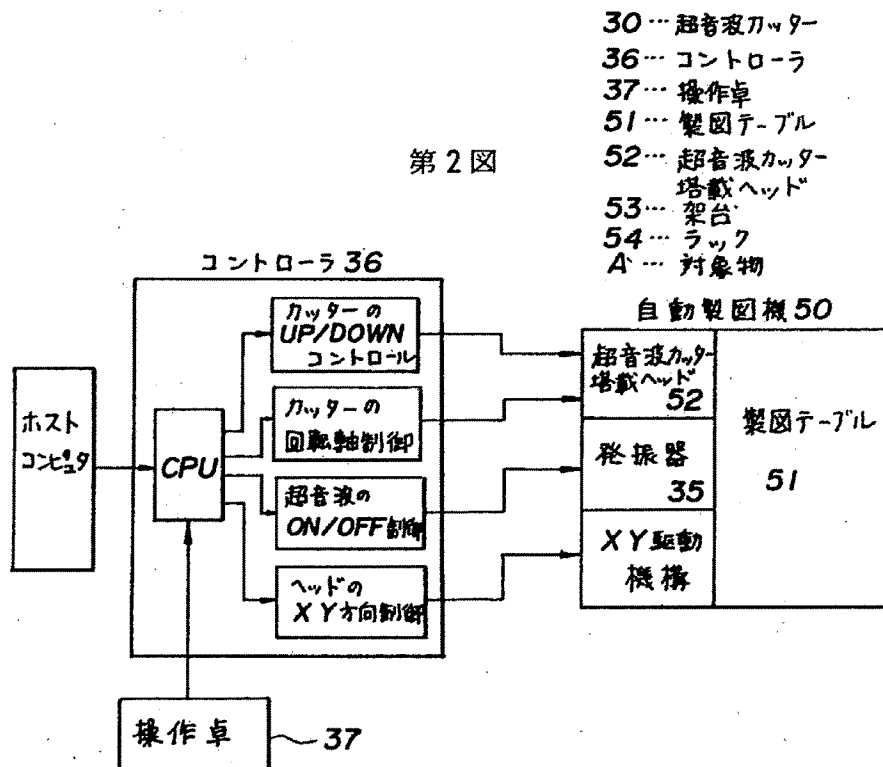 30…超音波カッター
36…コントローラ
37…操作卓
51…製図テーブル
52…超音波カッター
塔載ヘッド
53…架台
54…ラック
A…対象物
第2図
コントローラ36
自動製図機50
ホスト
コンピュタ
CPU
カッターの
UP/DOWN
コントロール
カッターの
回転軸制御
超音波の
ON/OFF制御
ヘッドの
XY方向制御
超音波カッター
塔載ヘッド
52
発振器
35
XY駆動
機構
製図テーブル
51
操作卓
37